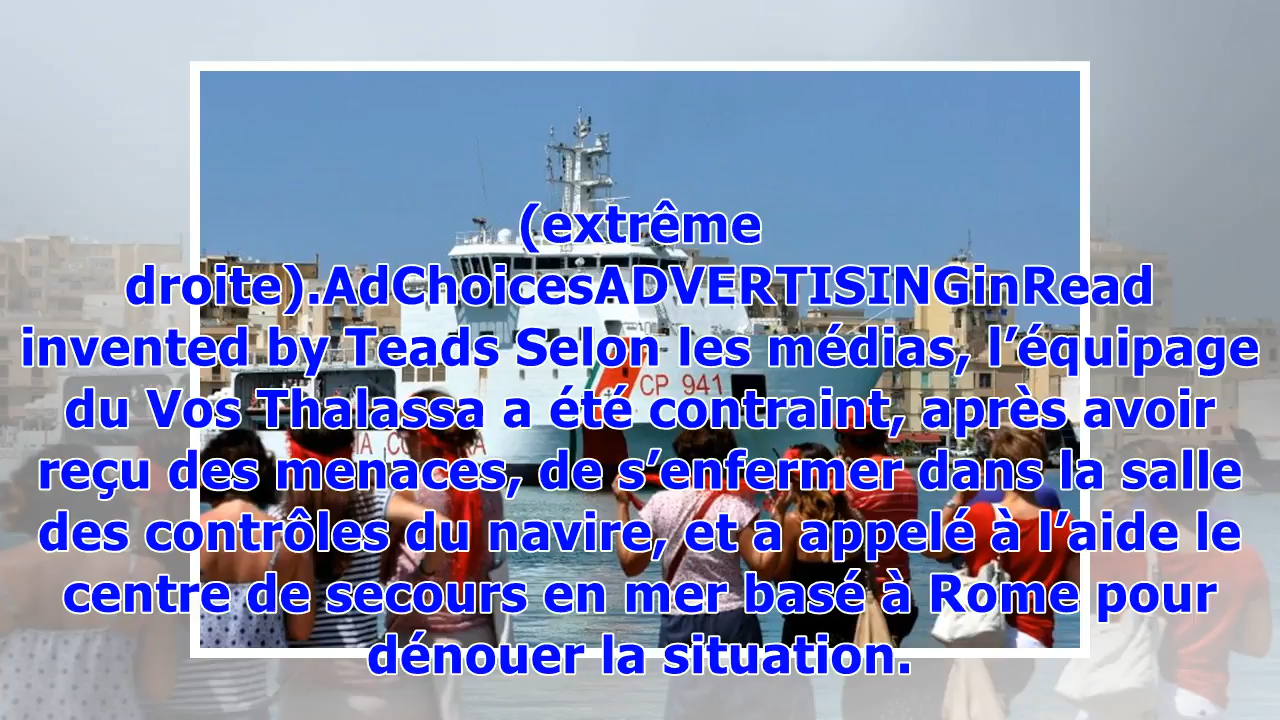 (extrême
droite).AdChoicesADVERTISINGinRead
invented by Teads Selon les médias, l’équipage
du Vos Thalassa a été contraint, après avoir
reçu des menaces, de s’enfermer dans la salle
des contrôles du navire, et a appelé à l’aide le
centre de secours en mer basé à Rome pour
dénouer la situation.
CP 941